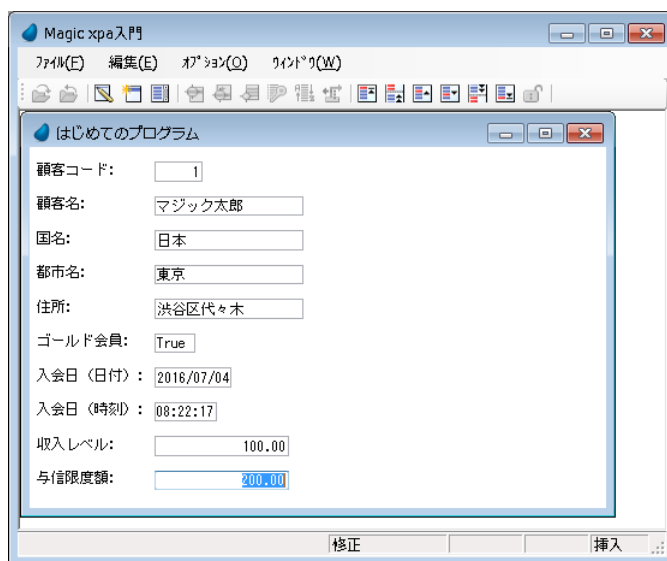 Magic xpa入門
ﾌｧｲﾙ(F) 編集(E) ｵﾌﾟｼｮﾝ(O) ｳｨﾝﾄﾞｳ(W)
はじめてのプログラム
顧客コード: 1
顧客名: マジック太郎
国名: 日本
都市名: 東京
住所: 渋谷区代々木
ゴールド会員: True
入会日（日付）: 2016/07/04
入会日（時刻）: 08:22:17
収入レベル: 100.00
与信限度額: 200.00
修正 挿入